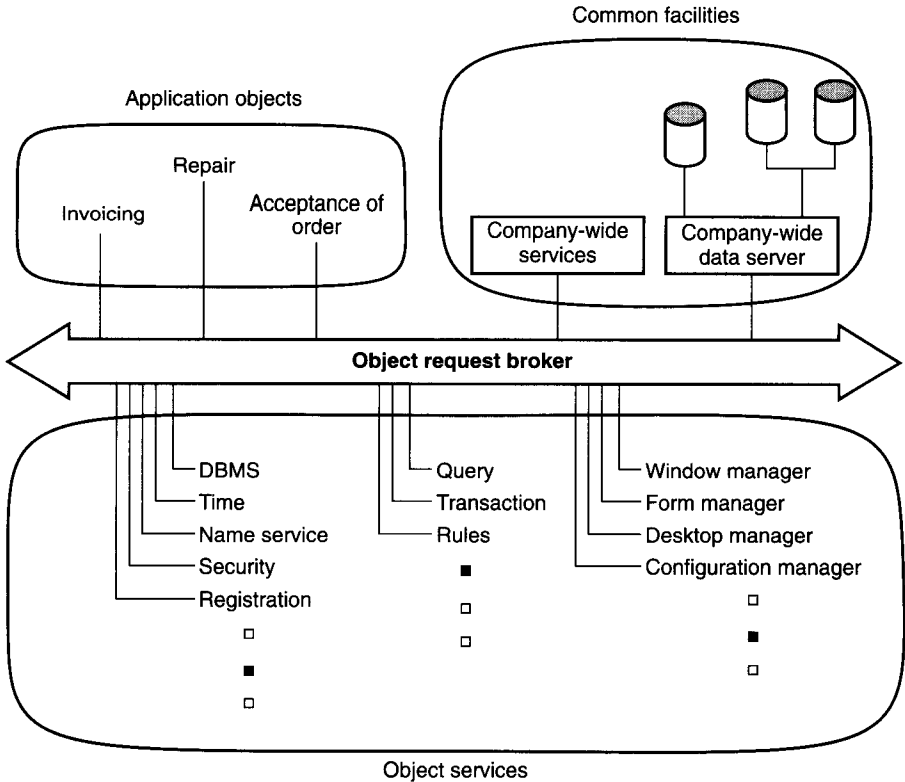 Common facilities
Application objects
Repair
Invoicing
Acceptance of
order
Company-wide
services
Company-wide
data server
Object request broker
DBMS
Time
Name service
Security
Registration
Query
Transaction
Rules
Window manager
Form manager
Desktop manager
Configuration manager
Object services